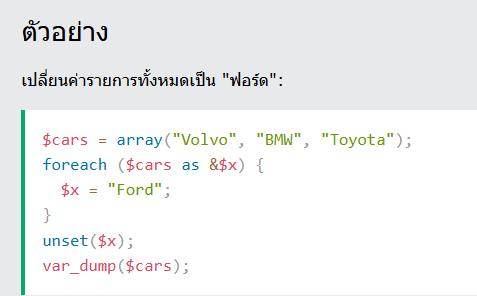 ตัวอย่าง
เปลี่ยนค่ารายการทั้งหมดเป็น "ฟอร์ด":
$cars = array("Volvo", "BMW", "Toyota");
foreach ($cars as &$x) {
  $x = "Ford";
}
unset($x);
var_dump($cars);